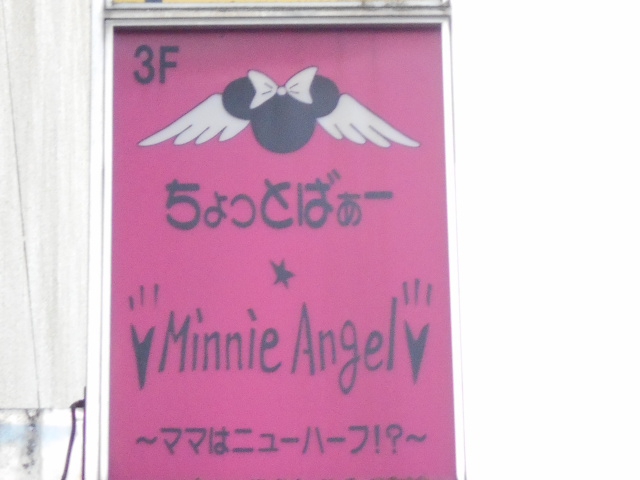 3F
ちょっとばぁー
Minnie Angel
～ママはニューハーフ!?～